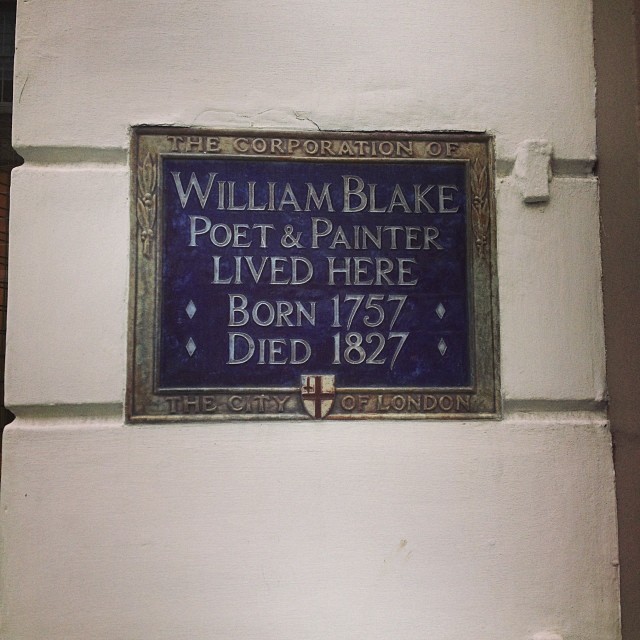 THE CORPORATION OF
WILLIAM BLAKE
POET & PAINTER
LIVED HERE
BORN 1757
DIED 1827
THE CITY OF LONDON